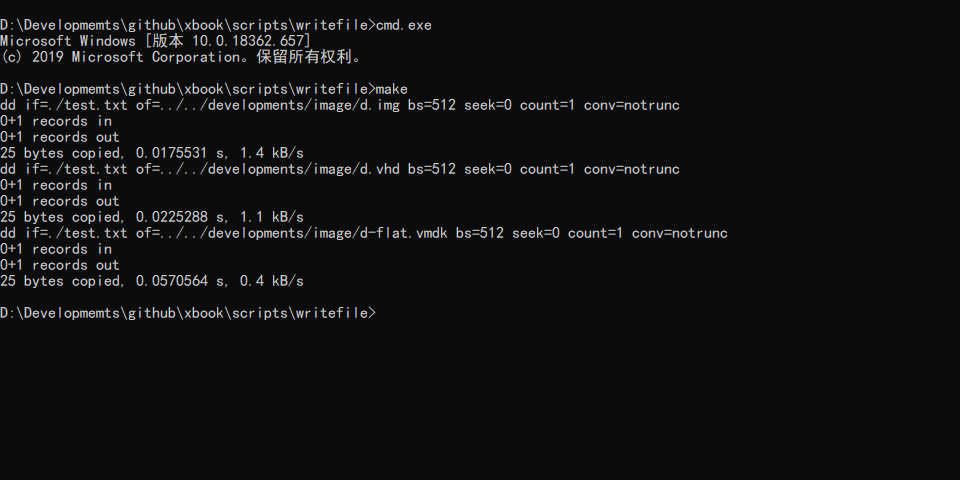 D:\Developmemts\github\xbook\scripts\writefile>cmd.exe
Microsoft Windows [版本 10.0.18362.657]
(c) 2019 Microsoft Corporation。保留所有权利。
D:\Developmemts\github\xbook\scripts\writefile>make
dd if=./test.txt of=../../developments/image/d.img bs=512 seek=0 count=1 conv=notrunc
0+1 records in
0+1 records out
25 bytes copied, 0.0175531 s, 1.4 kB/s
dd if=./test.txt of=../../developments/image/d.vhd bs=512 seek=0 count=1 conv=notrunc
0+1 records in
0+1 records out
25 bytes copied, 0.0225288 s, 1.1 kB/s
dd if=./test.txt of=../../developments/image/d-flat.vmdk bs=512 seek=0 count=1 conv=notrunc
0+1 records in
0+1 records out
25 bytes copied, 0.0570564 s, 0.4 kB/s
D:\Developmemts\github\xbook\scripts\writefile>